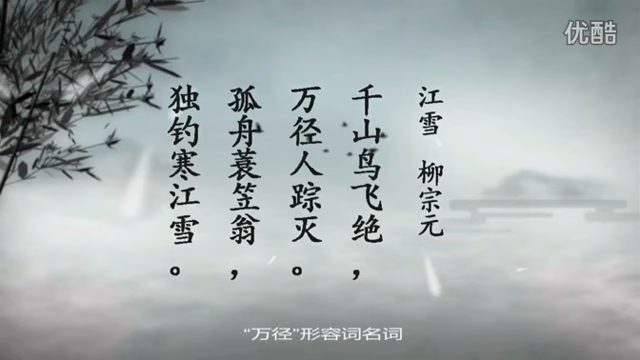 优酷
江雪 柳宗元
千山鸟飞绝，
万径人踪灭。
孤舟蓑笠翁，
独钓寒江雪。
“万径”形容词名词